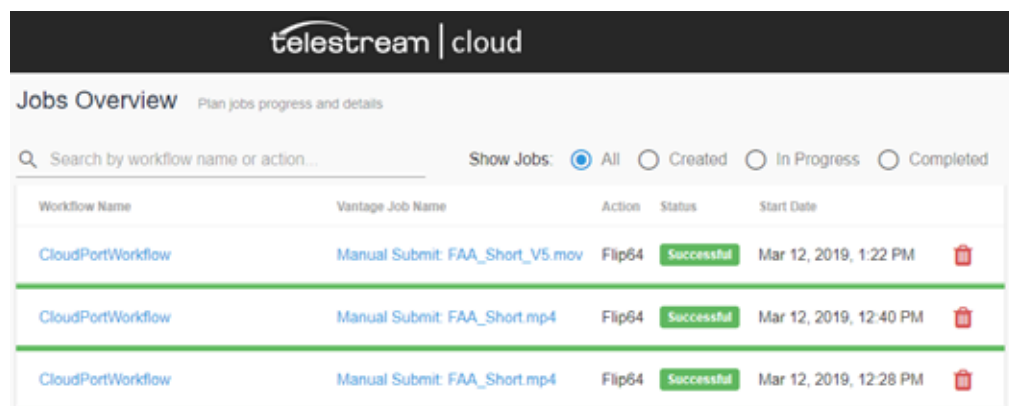 telestream | cloud
Jobs Overview Plan jobs progress and details
Search by workflow name or action... Show Jobs: All Created In Progress Completed
Workflow Name Vantage Job Name Action Status Start Date
CloudPortWorkflow Manual Submit: FAA_Short_V5.mov Flip64 Successful Mar 12, 2019, 1:22 PM
CloudPortWorkflow Manual Submit: FAA_Short.mp4 Flip64 Successful Mar 12, 2019, 12:40 PM
CloudPortWorkflow Manual Submit: FAA_Short.mp4 Flip64 Successful Mar 12, 2019, 12:28 PM